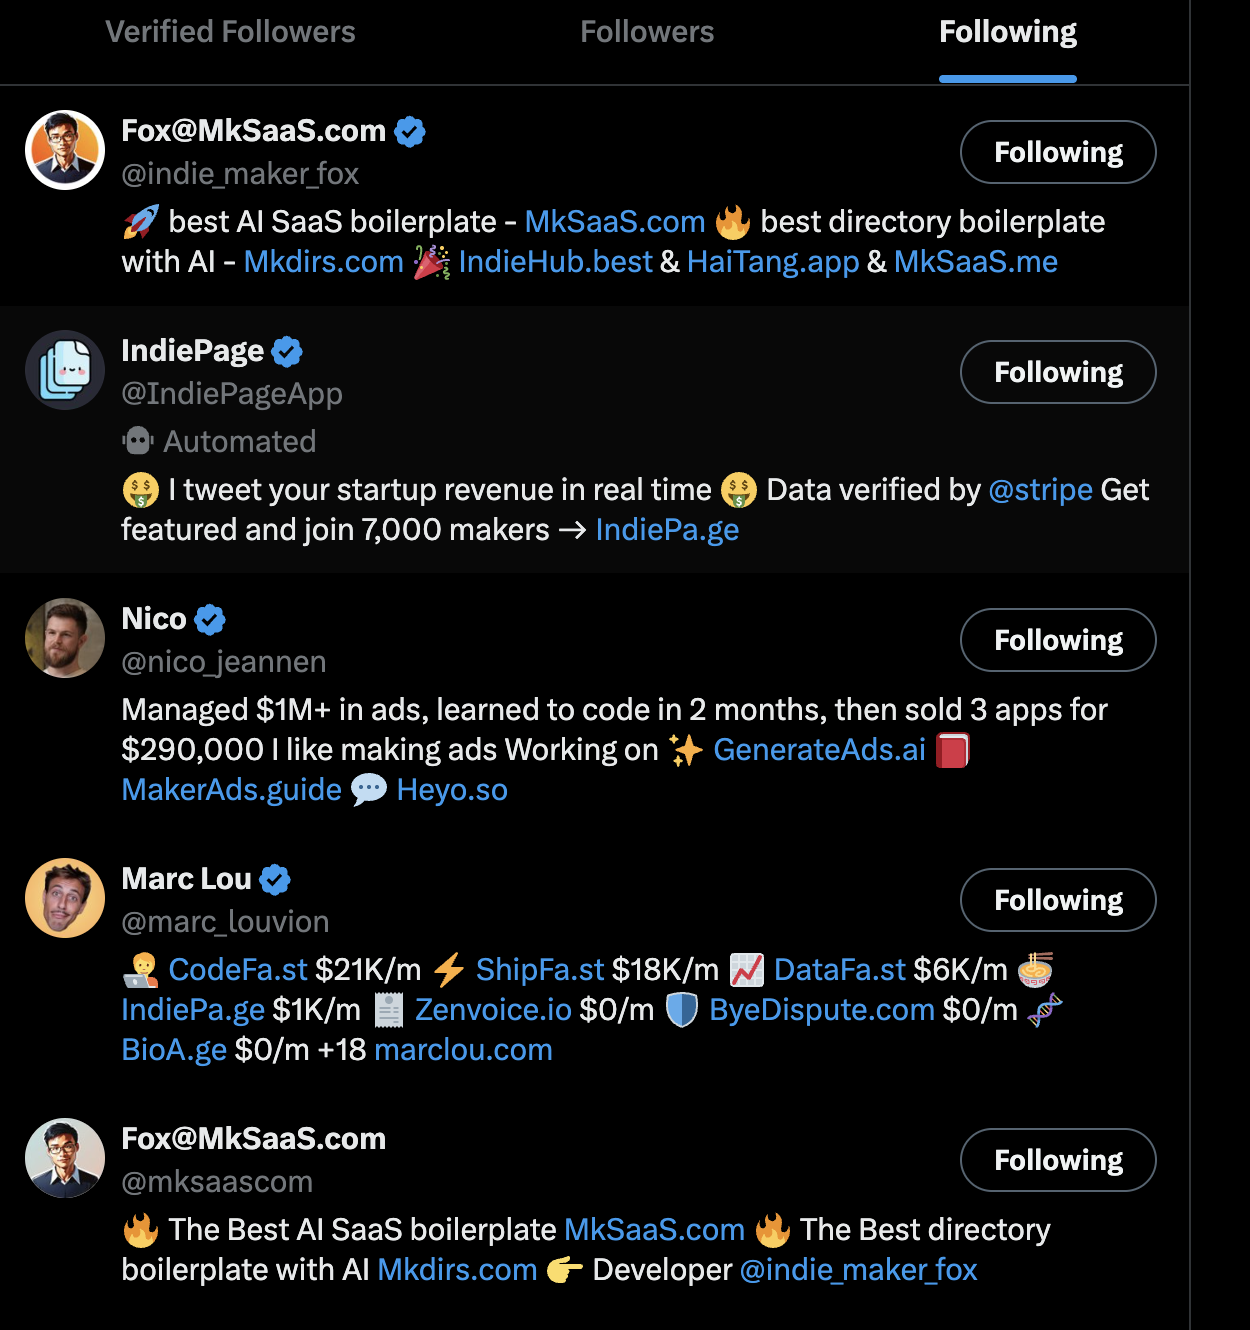 Verified Followers Followers Following
Fox@MkSaaS.com
@indie_maker_fox
Following
🚀 best AI SaaS boilerplate - MkSaaS.com 🔥 best directory boilerplate
with AI - Mkdirs.com 🎉 IndieHub.best & HaiTang.app & MkSaaS.me
IndiePage
@IndiePageApp
Following
Automated
🤑 I tweet your startup revenue in real time 🤑 Data verified by @stripe Get
featured and join 7,000 makers → IndiePa.ge
Nico
@nico_jeannen
Following
Managed $1M+ in ads, learned to code in 2 months, then sold 3 apps for
$290,000 I like making ads Working on ✨ GenerateAds.ai 📕
MakerAds.guide 💬 Heyo.so
Marc Lou
@marc_louvion
Following
🧑‍💻 CodeFa.st $21K/m ⚡ ShipFa.st $18K/m 📈 DataFa.st $6K/m 🍜
IndiePa.ge $1K/m 🧾 Zenvoice.io $0/m 🛡️ ByeDispute.com $0/m 🧬
BioA.ge $0/m +18 marclou.com
Fox@MkSaaS.com
@mksaascom
Following
🔥 The Best AI SaaS boilerplate MkSaaS.com 🔥 The Best directory
boilerplate with AI Mkdirs.com 👉 Developer @indie_maker_fox